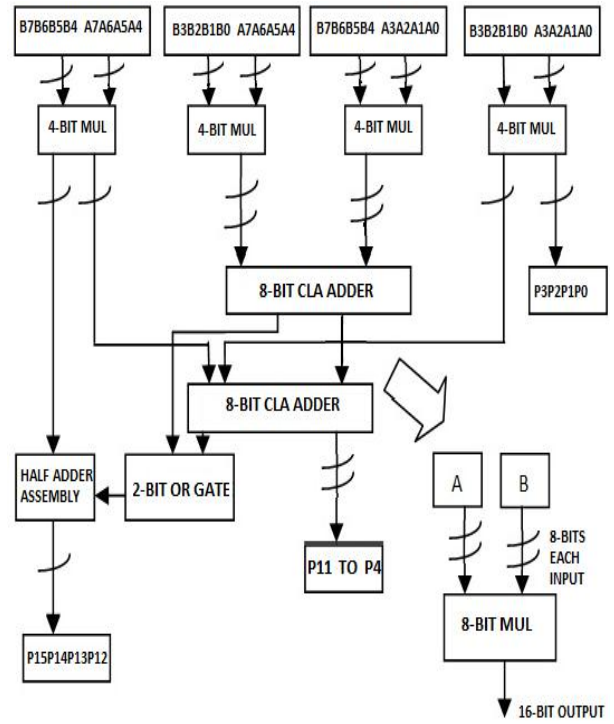 B7B6B5B4 A7A6A5A4
B3B2B1B0 A7A6A5A4
B7B6B5B4 A3A2A1A0
B3B2B1B0 A3A2A1A0
4-BIT MUL
4-BIT MUL
4-BIT MUL
4-BIT MUL
8-BIT CLA ADDER
P3P2P1P0
8-BIT CLA ADDER
HALF ADDER
ASSEMBLY
2-BIT OR GATE
A
B
8-BITS
EACH
INPUT
P11 TO P4
8-BIT MUL
P15P14P13P12
16-BIT OUTPUT